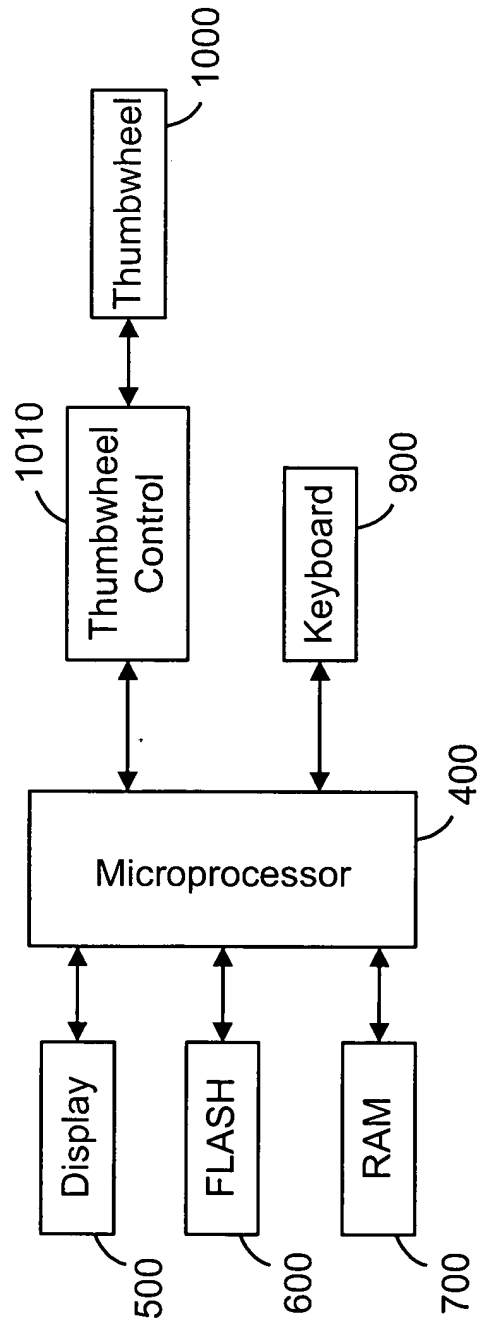 Display
500
FLASH
600
RAM
700
Microprocessor
400
Thumbwheel
Control
1010
Keyboard
900
Thumbwheel
1000